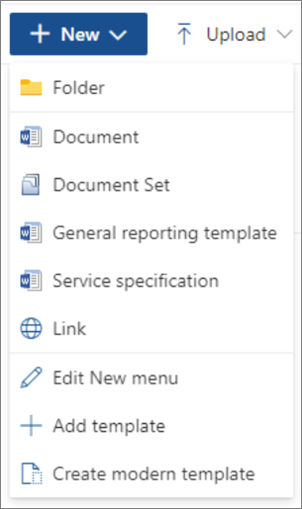 New Upload
Folder
Document
Document Set
General reporting template
Service specification
Link
Edit New menu
Add template
Create modern template